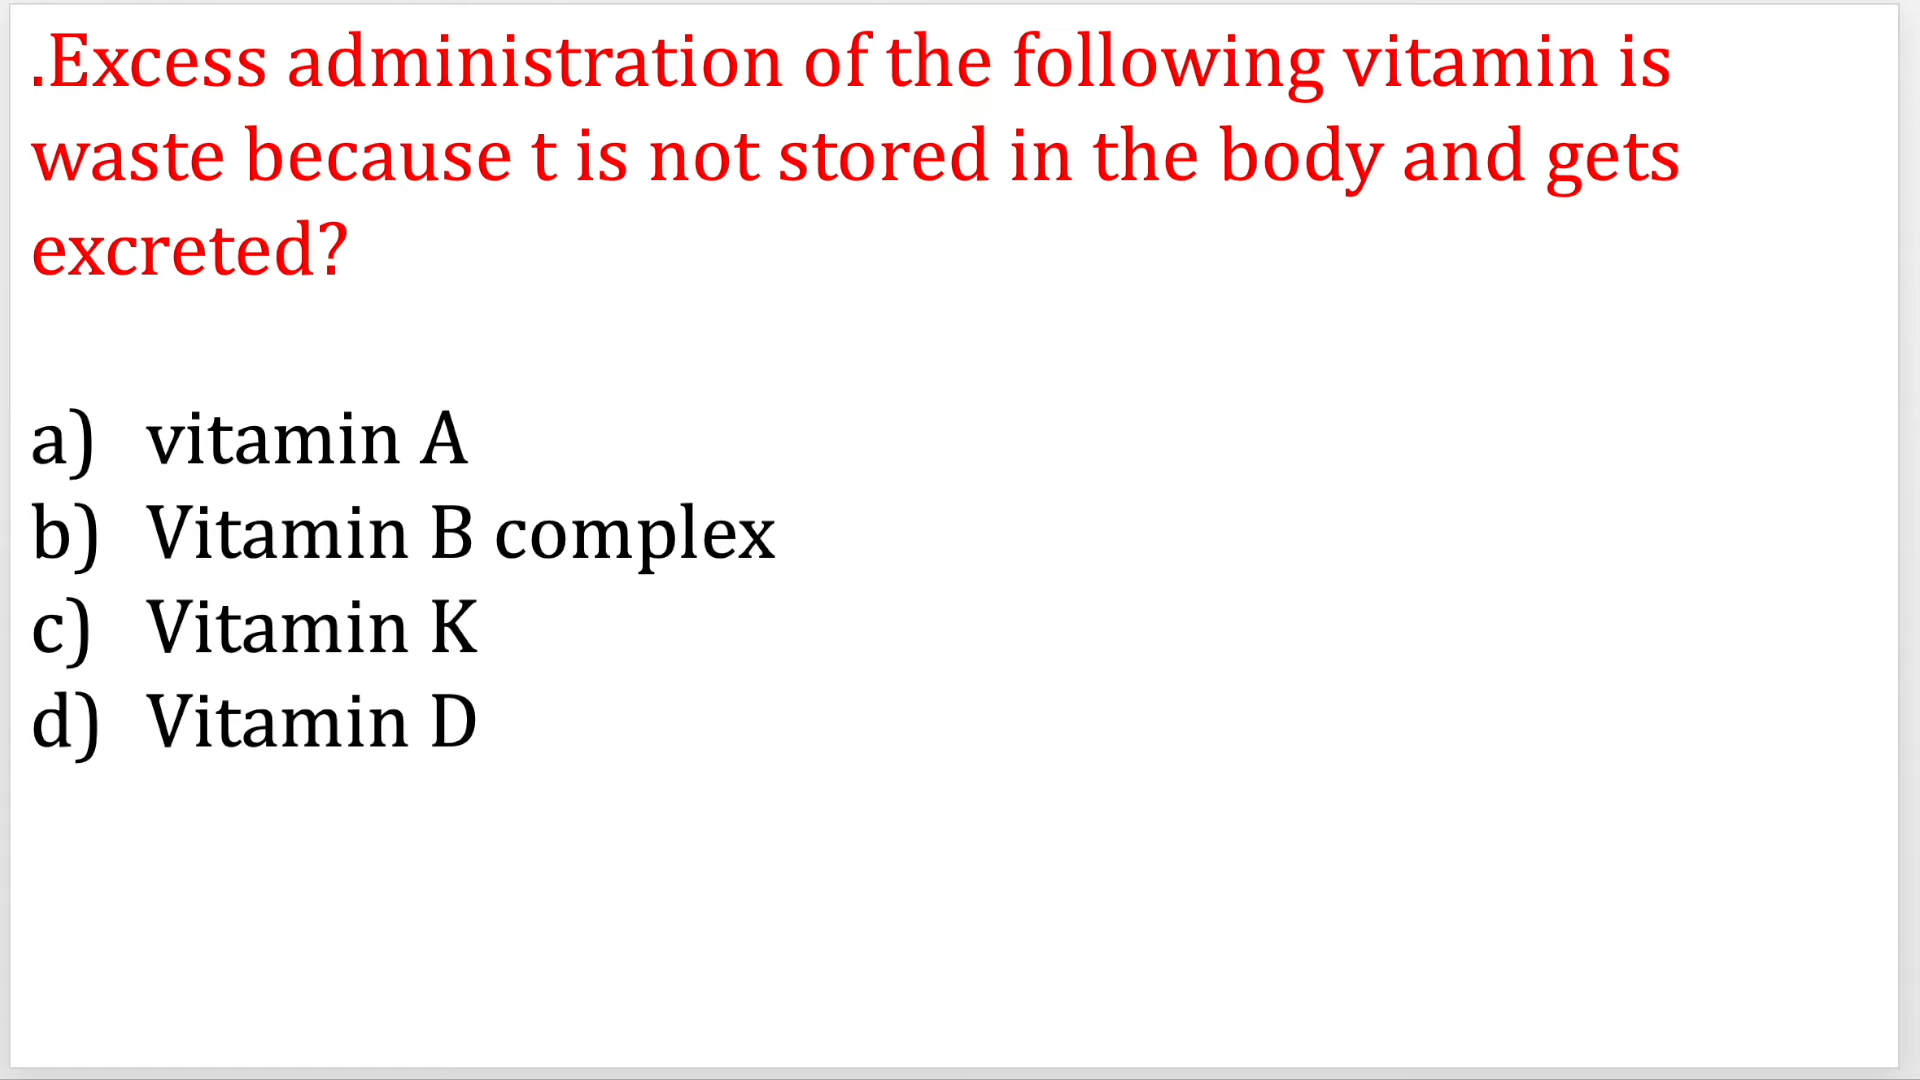 .Excess administration of the following vitamin is
waste because t is not stored in the body and gets
excreted?
a) vitamin A
b) Vitamin B complex
c) Vitamin K
d) Vitamin D